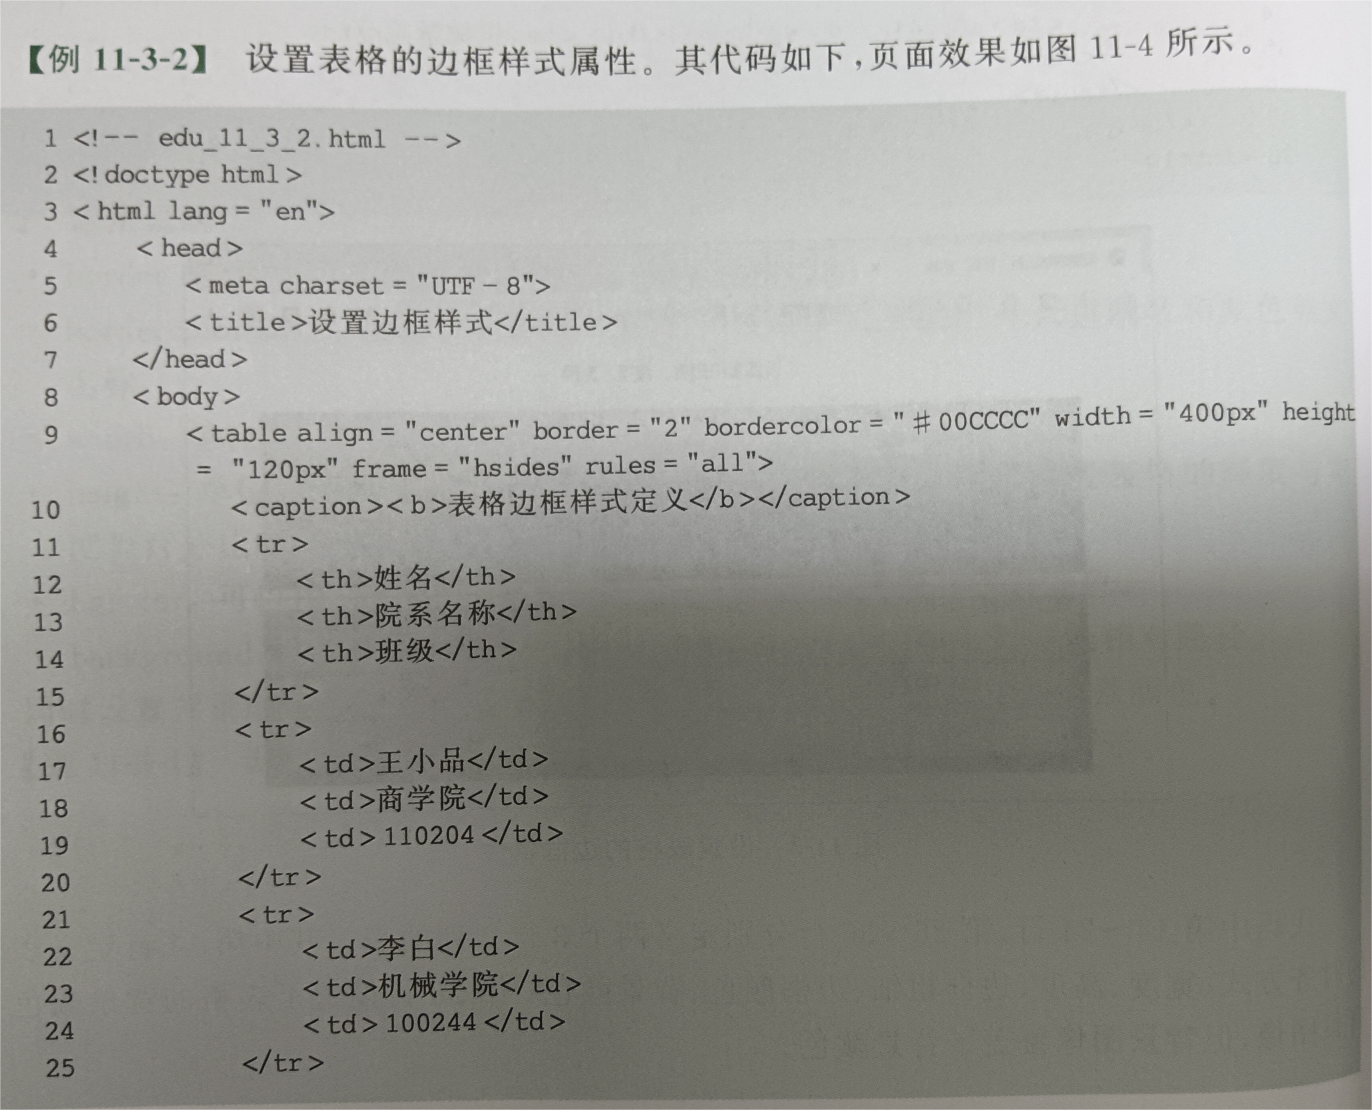 【例 11-3-2】 设置表格的边框样式属性。其代码如下，页面效果如图 11-4 所示。
1 <!-- edu_11_3_2.html -->
2 <!doctype html>
3 <html lang = "en">
4 <head>
5 <meta charset = "UTF - 8">
6 <title>设置边框样式</title>
7 </head>
8 <body>
9 <table align = "center" border = "2" bordercolor = "#00CCCC" width = "400px" height
= "120px" frame = "hsides" rules = "all">
10 <caption><b>表格边框样式定义</b></caption>
11 <tr>
12 <th>姓名</th>
13 <th>院系名称</th>
14 <th>班级</th>
15 </tr>
16 <tr>
17 <td>王小品</td>
18 <td>商学院</td>
19 <td>110204</td>
20 </tr>
21 <tr>
22 <td>李白</td>
23 <td>机械学院</td>
24 <td>100244</td>
25 </tr>